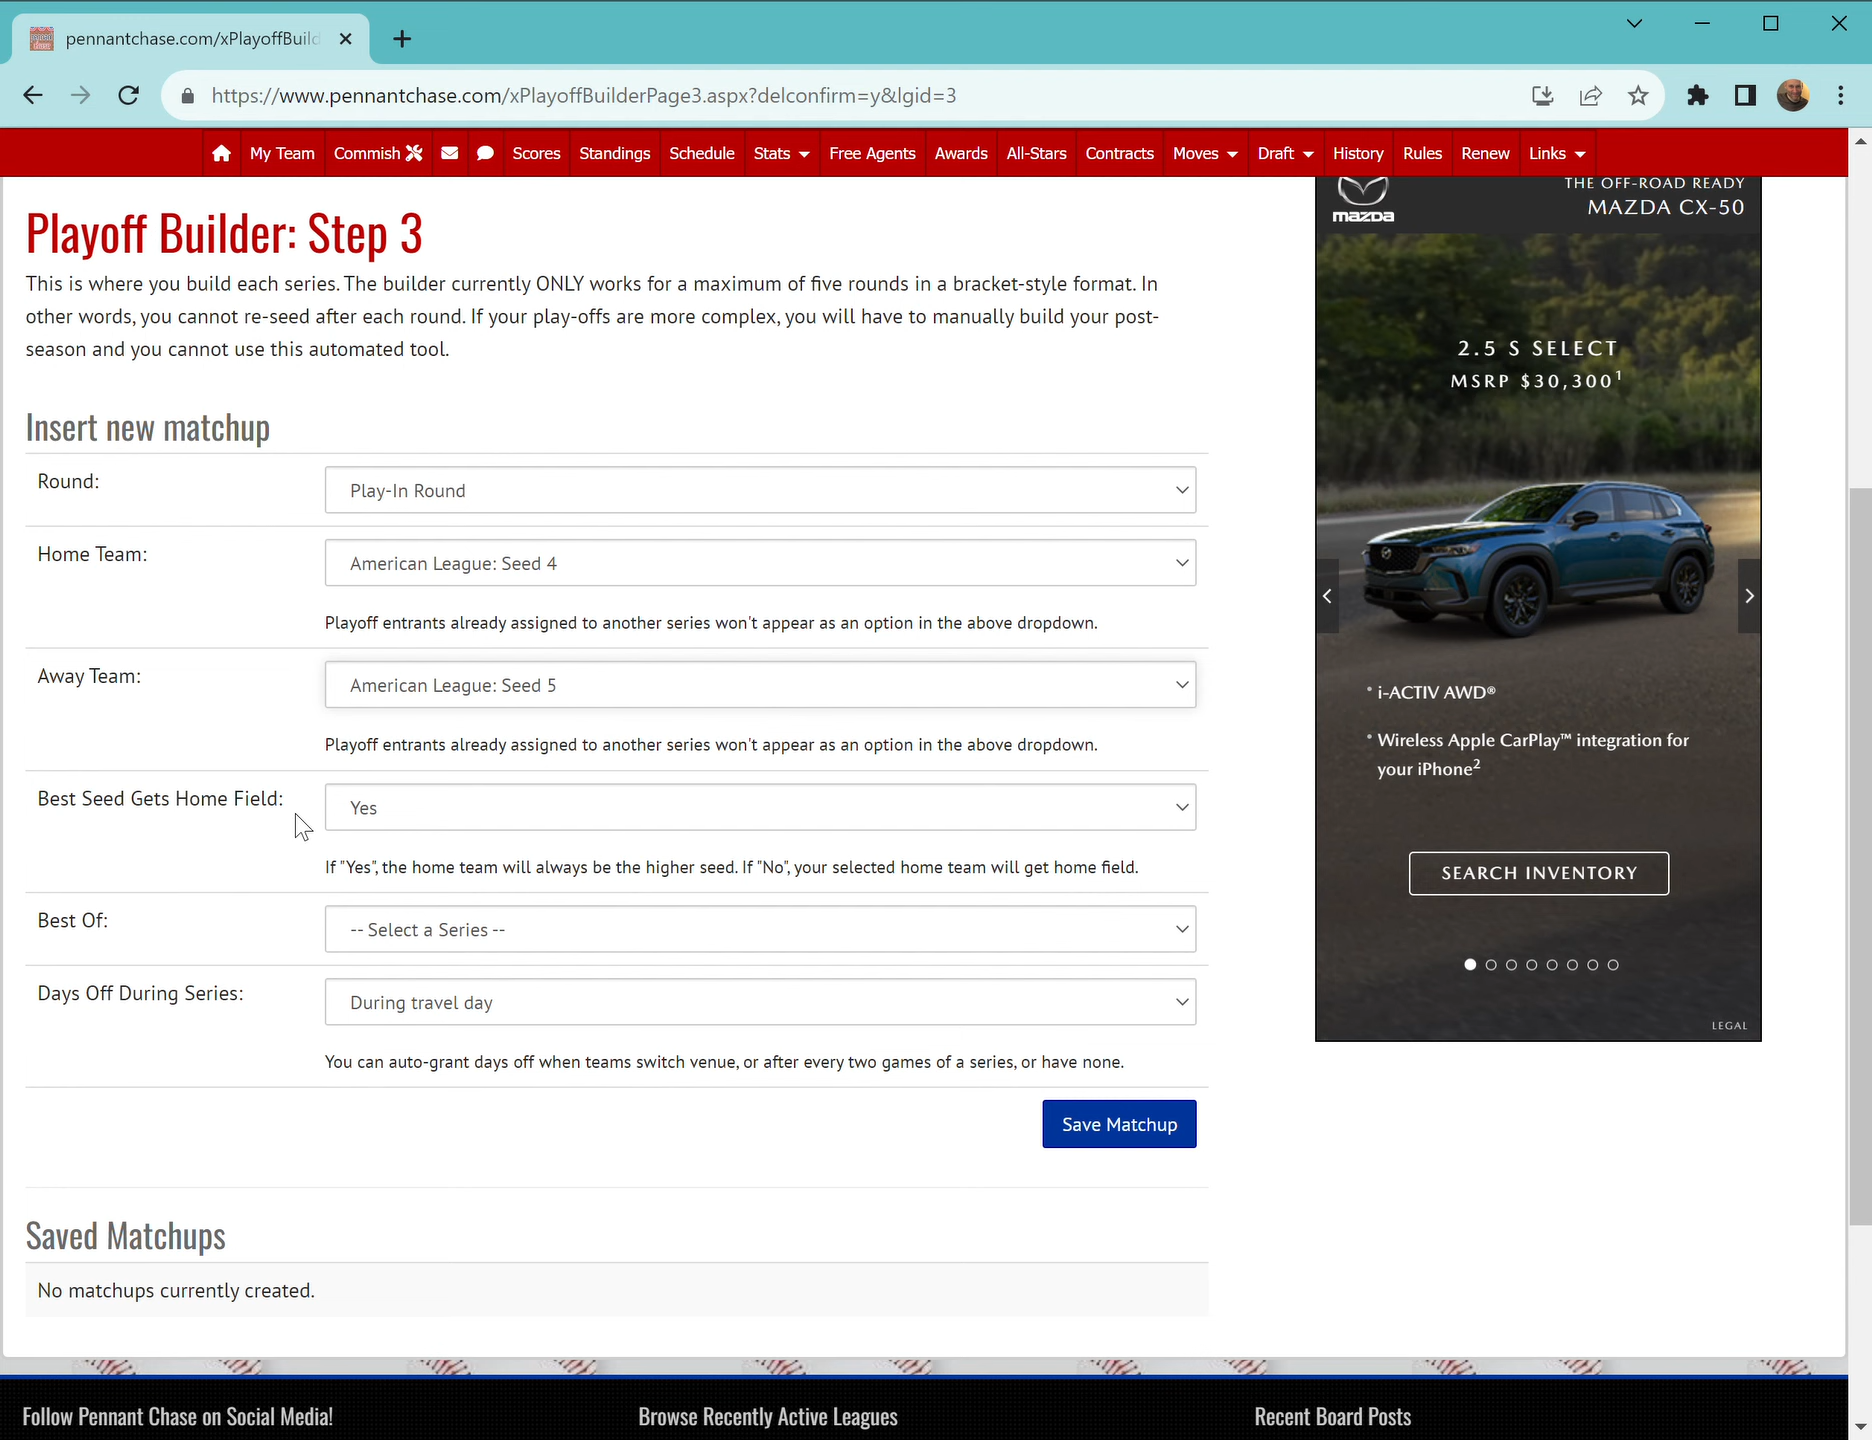 pennantchase.com/xPlayoffBuild
https://www.pennantchase.com/xPlayoffBuilderPage3.aspx?delconfirm=y&lgid=3
My Team Commish Scores Standings Schedule Stats Free Agents Awards All-Stars Contracts Moves Draft History Rules Renew Links
Playoff Builder: Step 3
This is where you build each series. The builder currently ONLY works for a maximum of five rounds in a bracket-style format. In
other words, you cannot re-seed after each round. If your play-offs are more complex, you will have to manually build your post-
season and you cannot use this automated tool.
Insert new matchup
Round:
Play-In Round
Home Team:
American League: Seed 4
Playoff entrants already assigned to another series won't appear as an option in the above dropdown.
Away Team:
American League: Seed 5
Playoff entrants already assigned to another series won't appear as an option in the above dropdown.
Best Seed Gets Home Field:
Yes
If "Yes", the home team will always be the higher seed. If "No", your selected home team will get home field.
Best Of:
-- Select a Series --
Days Off During Series:
During travel day
You can auto-grant days off when teams switch venue, or after every two games of a series, or have none.
Save Matchup
Saved Matchups
No matchups currently created.
mazda
THE OFF-ROAD READY
MAZDA CX-50
2.5 S SELECT
MSRP $30,300¹
• i-ACTIV AWD®
• Wireless Apple CarPlay™ integration for
your iPhone²
SEARCH INVENTORY
LEGAL
Follow Pennant Chase on Social Media!
Browse Recently Active Leagues
Recent Board Posts